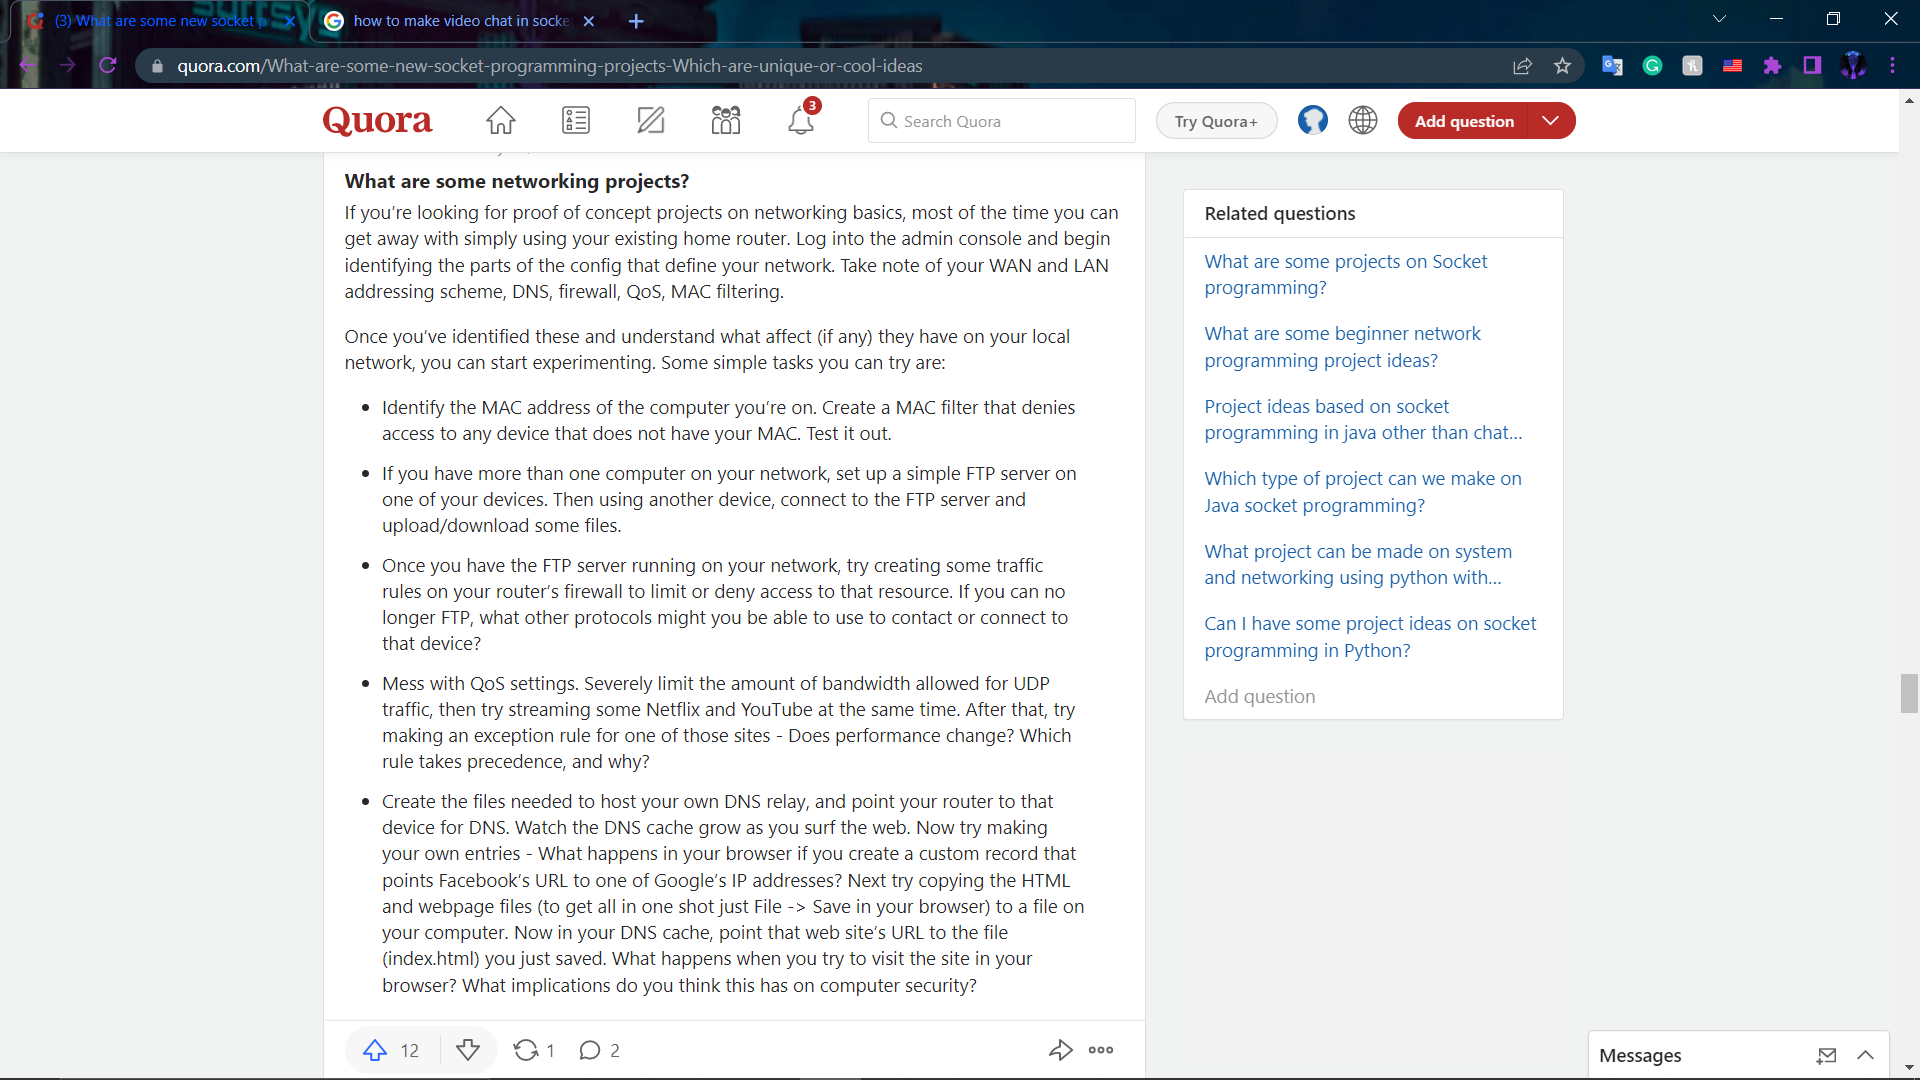 (3) What are some new socket p
how to make video chat in socke
quora.com/What-are-some-new-socket-programming-projects-Which-are-unique-or-cool-ideas
Quora
3
Search Quora
Try Quora+
Add question
What are some networking projects?
If you’re looking for proof of concept projects on networking basics, most of the time you can
get away with simply using your existing home router. Log into the admin console and begin
identifying the parts of the config that define your network. Take note of your WAN and LAN
addressing scheme, DNS, firewall, QoS, MAC filtering.
Once you’ve identified these and understand what affect (if any) they have on your local
network, you can start experimenting. Some simple tasks you can try are:
• Identify the MAC address of the computer you’re on. Create a MAC filter that denies
access to any device that does not have your MAC. Test it out.
• If you have more than one computer on your network, set up a simple FTP server on
one of your devices. Then using another device, connect to the FTP server and
upload/download some files.
• Once you have the FTP server running on your network, try creating some traffic
rules on your router’s firewall to limit or deny access to that resource. If you can no
longer FTP, what other protocols might you be able to use to contact or connect to
that device?
• Mess with QoS settings. Severely limit the amount of bandwidth allowed for UDP
traffic, then try streaming some Netflix and YouTube at the same time. After that, try
making an exception rule for one of those sites - Does performance change? Which
rule takes precedence, and why?
• Create the files needed to host your own DNS relay, and point your router to that
device for DNS. Watch the DNS cache grow as you surf the web. Now try making
your own entries - What happens in your browser if you create a custom record that
points Facebook’s URL to one of Google’s IP addresses? Next try copying the HTML
and webpage files (to get all in one shot just File -> Save in your browser) to a file on
your computer. Now in your DNS cache, point that web site’s URL to the file
(index.html) you just saved. What happens when you try to visit the site in your
browser? What implications do you think this has on computer security?
12
1
2
Related questions
What are some projects on Socket
programming?
What are some beginner network
programming project ideas?
Project ideas based on socket
programming in java other than chat...
Which type of project can we make on
Java socket programming?
What project can be made on system
and networking using python with...
Can I have some project ideas on socket
programming in Python?
Add question
Messages